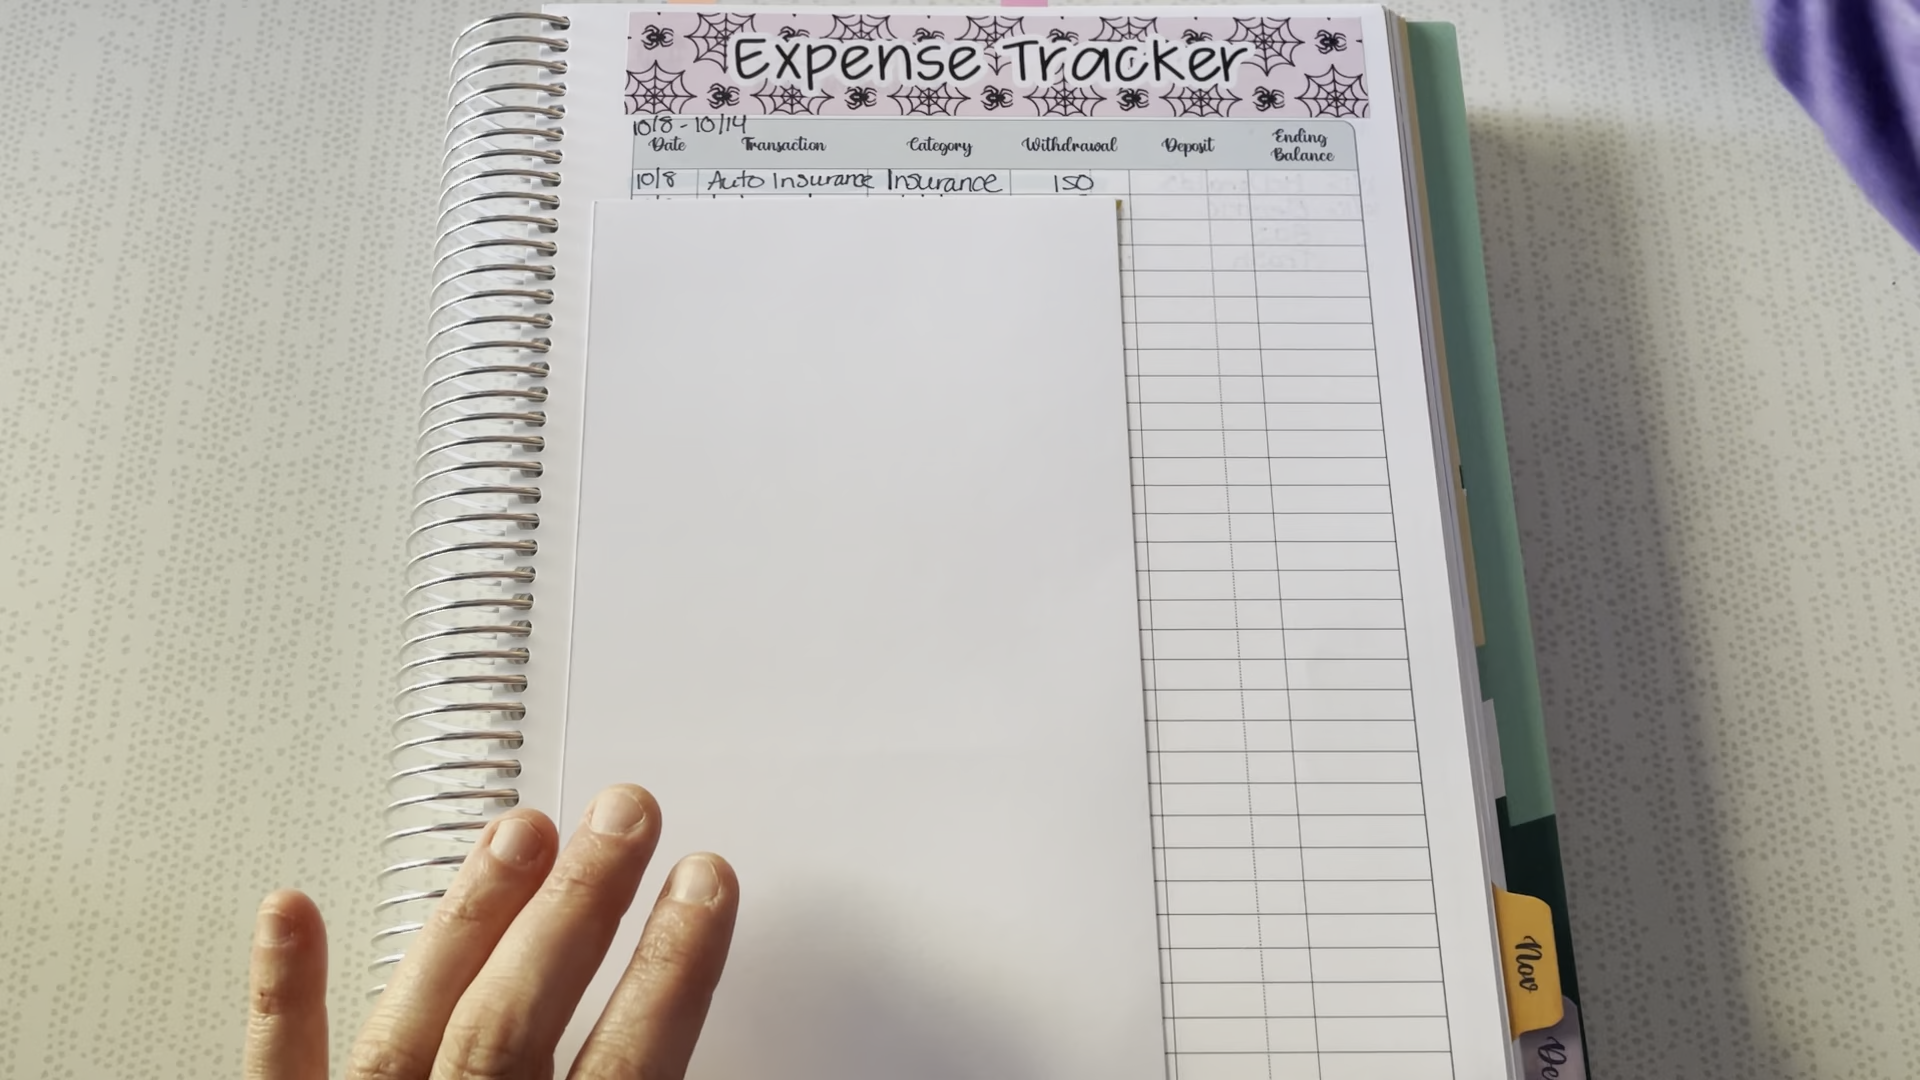 Expense Tracker
10/8 - 10/14
Date Transaction Category Withdrawal Deposit Ending Balance
10/8 Auto Insurance Insurance 150
Nov